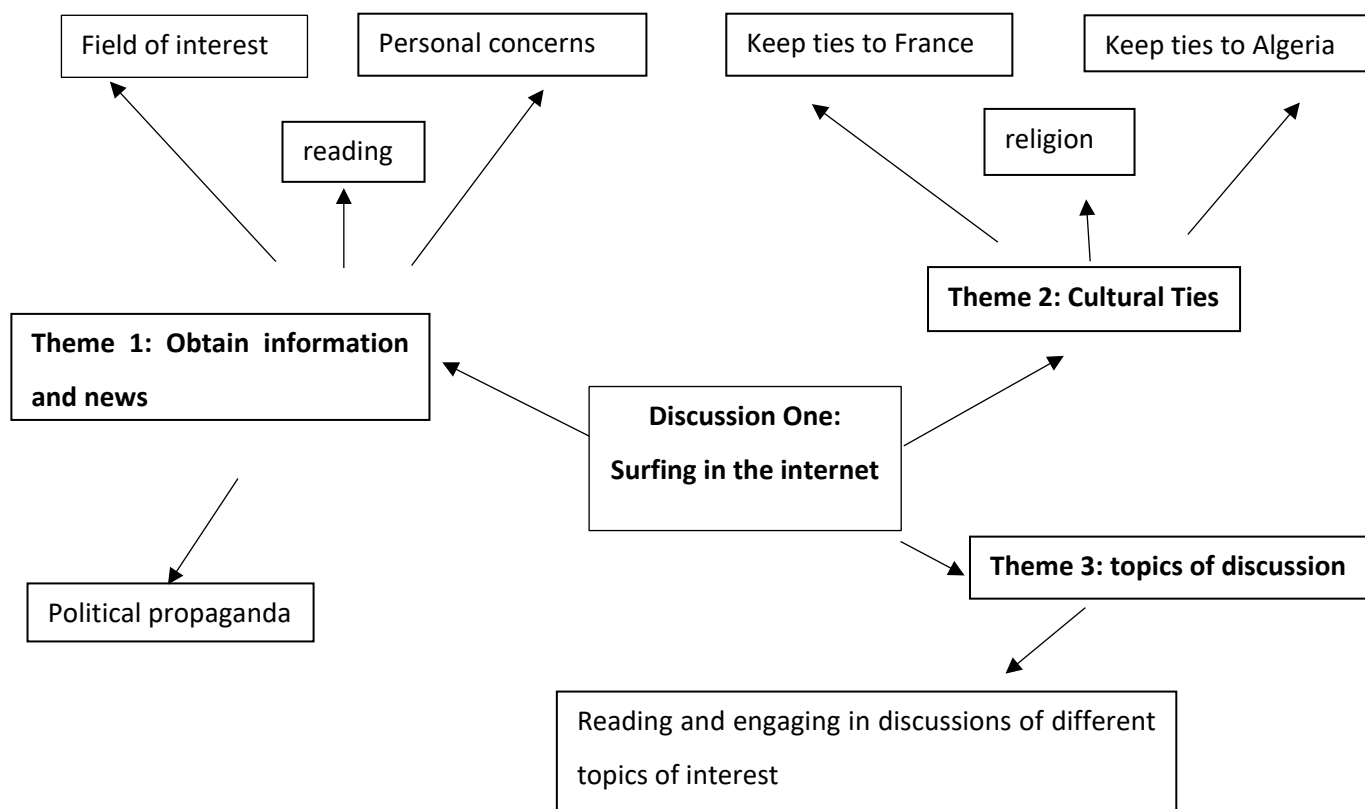 Field of interest
Personal concerns
Keep ties to France
Keep ties to Algeria
reading
religion
Theme 2: Cultural Ties
Theme 1: Obtain information
and news
Discussion One:
Surfing in the internet
Theme 3: topics of discussion
Political propaganda
Reading and engaging in discussions of different
topics of interest